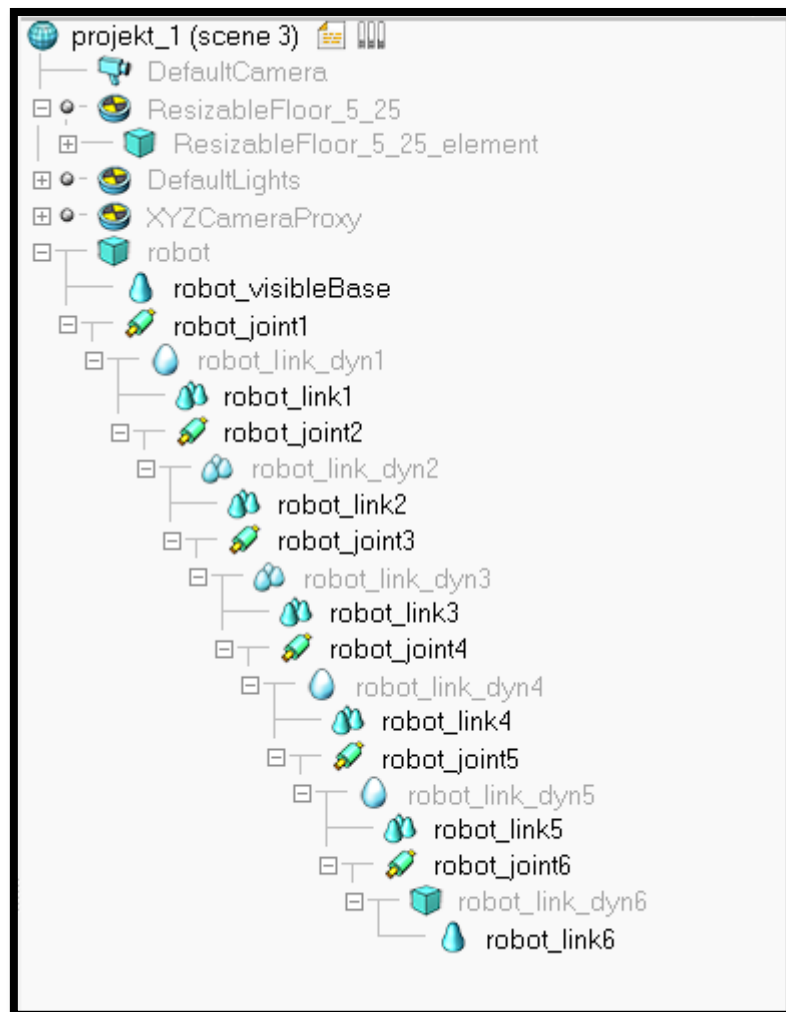 projekt_1 (scene 3)
DefaultCamera
ResizableFloor_5_25
ResizableFloor_5_25_element
DefaultLights
XYZCameraProxy
robot
robot_visibleBase
robot_joint1
robot_link_dyn1
robot_link1
robot_joint2
robot_link_dyn2
robot_link2
robot_joint3
robot_link_dyn3
robot_link3
robot_joint4
robot_link_dyn4
robot_link4
robot_joint5
robot_link_dyn5
robot_link5
robot_joint6
robot_link_dyn6
robot_link6